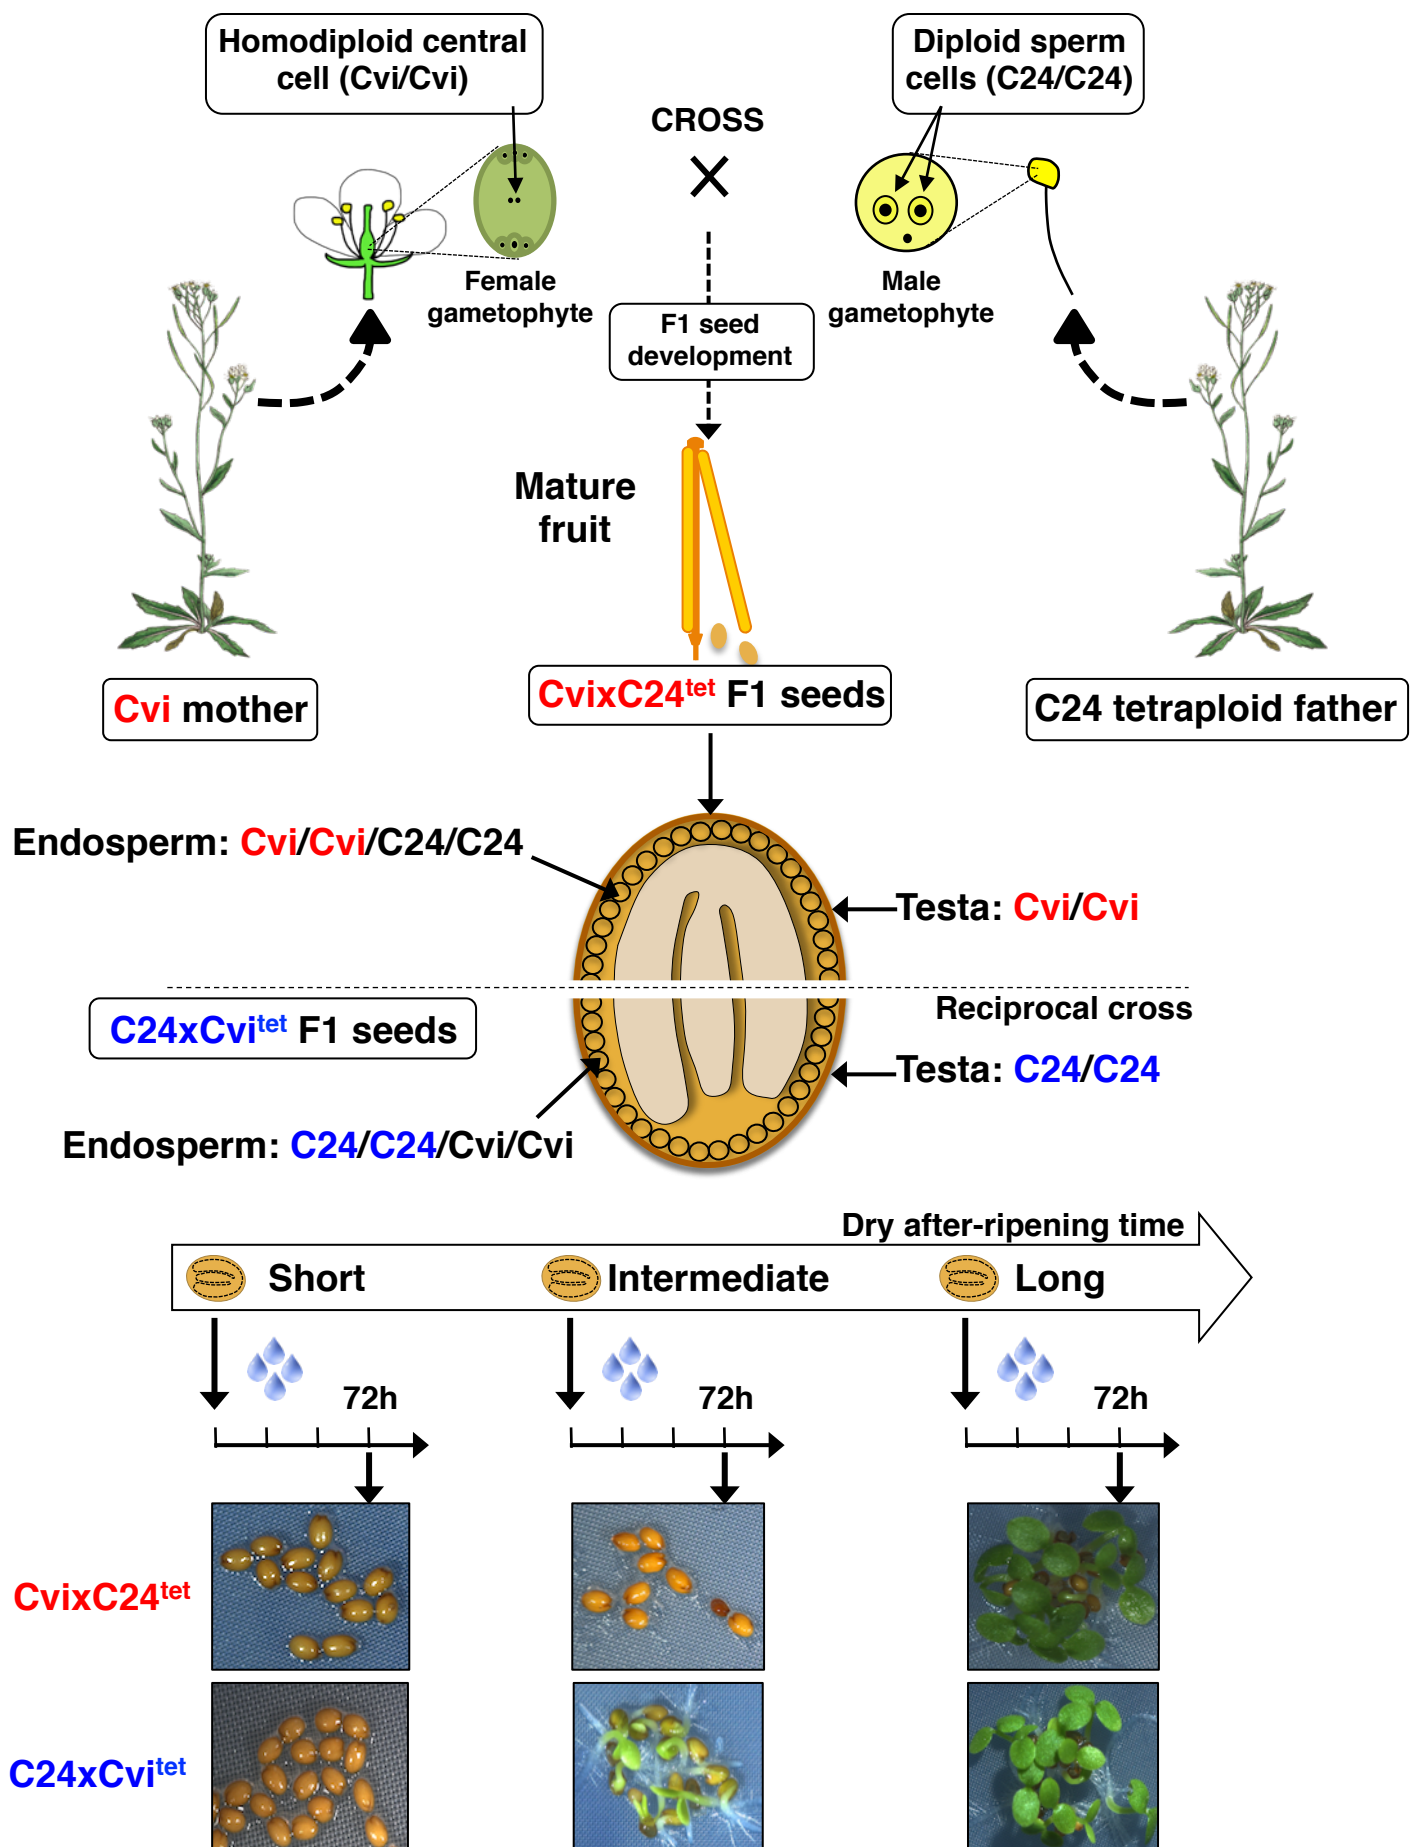 Homodiploid central
cell (Cvi/Cvi)
Diploid sperm
cells (C24/C24)
CROSS
Female
gametophyte
Male
gametophyte
F1 seed
development
Mature
fruit
Cvi mother
CvixC24tet F1 seeds
C24 tetraploid father
Endosperm: Cvi/Cvi/C24/C24
Testa: Cvi/Cvi
C24xCvitet F1 seeds
Reciprocal cross
Testa: C24/C24
Endosperm: C24/C24/Cvi/Cvi
Dry after-ripening time
Short
Intermediate
Long
72h
72h
72h
CvixC24tet
C24xCvitet